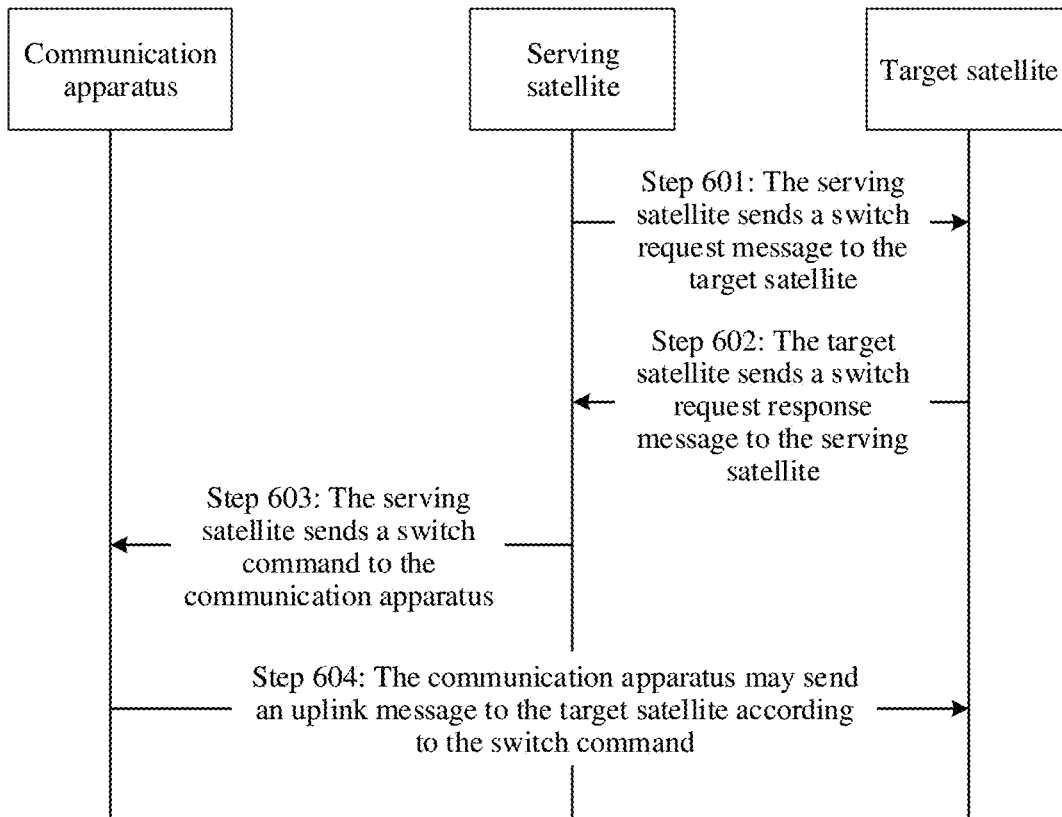 Communication
apparatus
Serving
satellite
Target satellite
Step 601: The serving
satellite sends a switch
request message to the
target satellite
Step 602: The target
satellite sends a switch
request response
message to the serving
satellite
Step 603: The serving
satellite sends a switch
command to the
communication apparatus
Step 604: The communication apparatus may send
an uplink message to the target satellite according
to the switch command